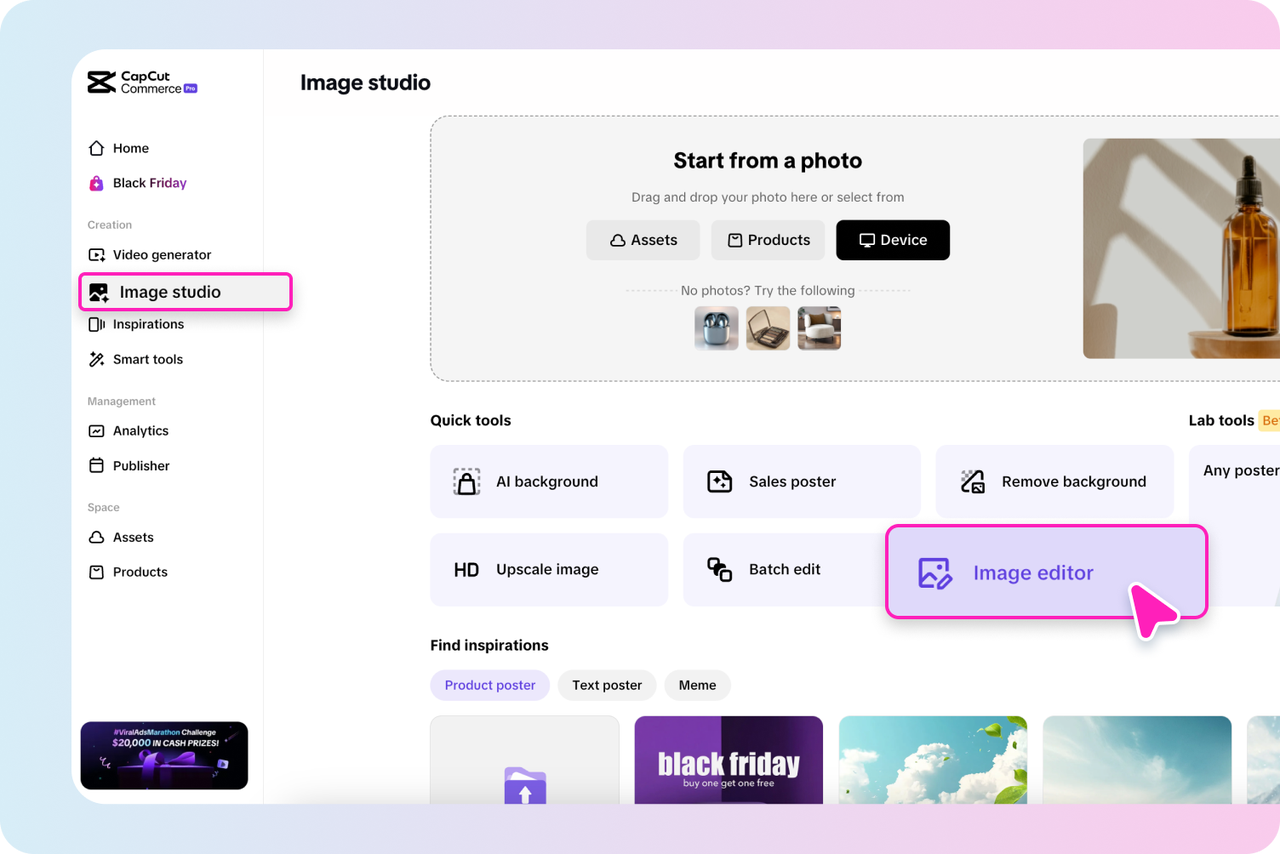 CapCut
Commerce Pro
Home
Black Friday
Creation
Video generator
Image studio
Inspirations
Smart tools
Management
Analytics
Publisher
Space
Assets
Products
#ViralAdsMarathon Challenge
$20,000 IN CASH PRIZES!
Image studio
Start from a photo
Drag and drop your photo here or select from
Assets
Products
Device
No photos? Try the following
Quick tools
AI background
Sales poster
Remove background
HD Upscale image
Batch edit
Image editor
Lab tools
Any poster
Find inspirations
Product poster
Text poster
Meme
black friday
buy one get one free